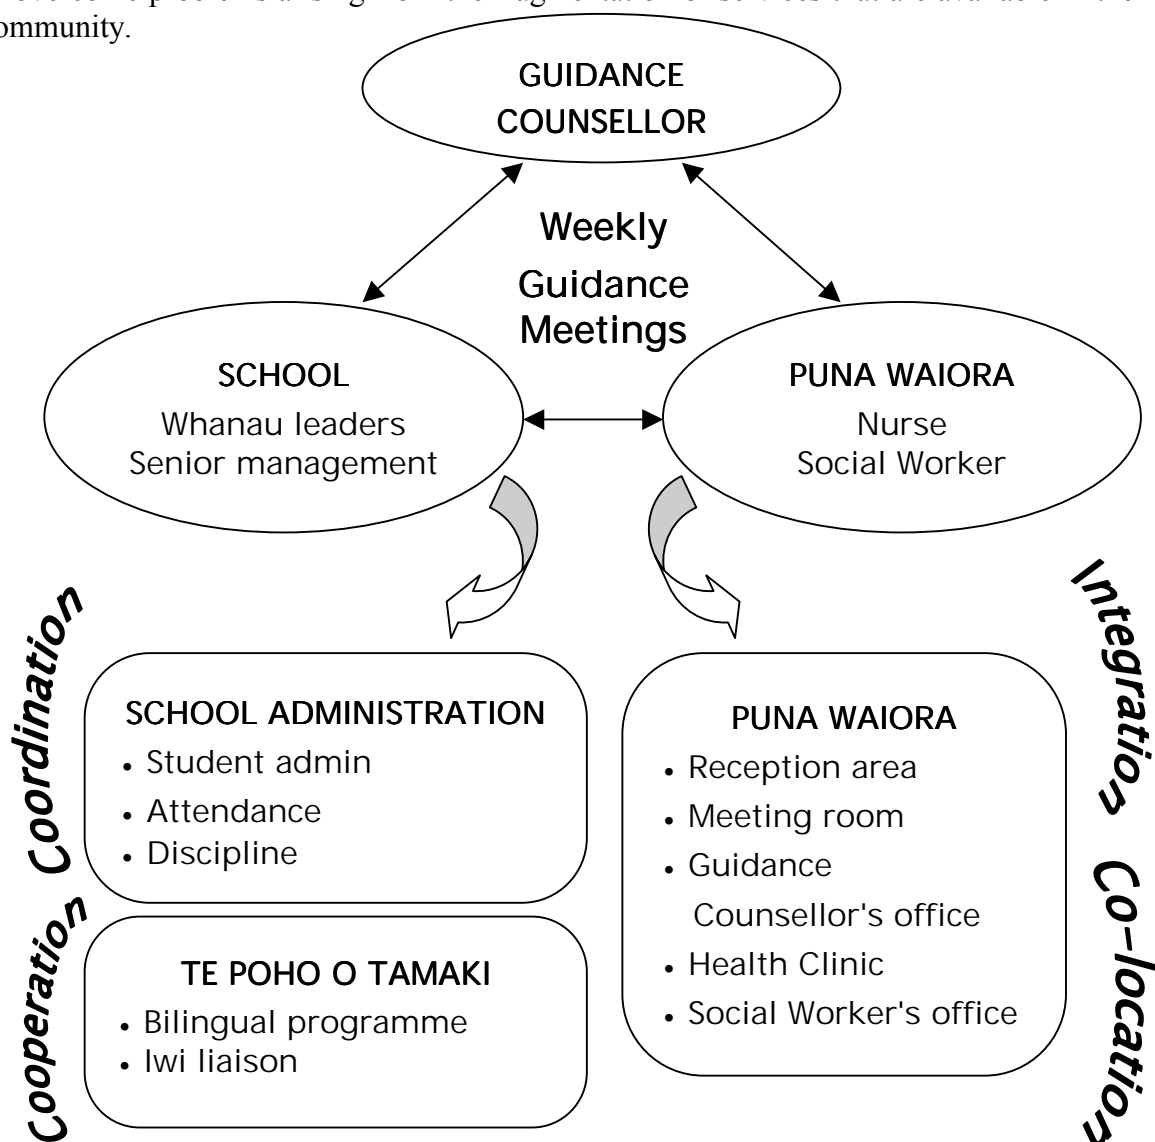 ommunity.
GUIDANCE
COUNSELLOR
Weekly
Guidance
Meetings
SCHOOL
Whanau leaders
Senior management
PUNA WAIORA
Nurse
Social Worker
Coordination
Integration
SCHOOL ADMINISTRATION
• Student admin
• Attendance
• Discipline
PUNA WAIORA
• Reception area
• Meeting room
• Guidance
Counsellor's office
• Health Clinic
• Social Worker's office
Cooperation
Co-location
TE POHO O TAMAKI
• Bilingual programme
• Iwi liaison